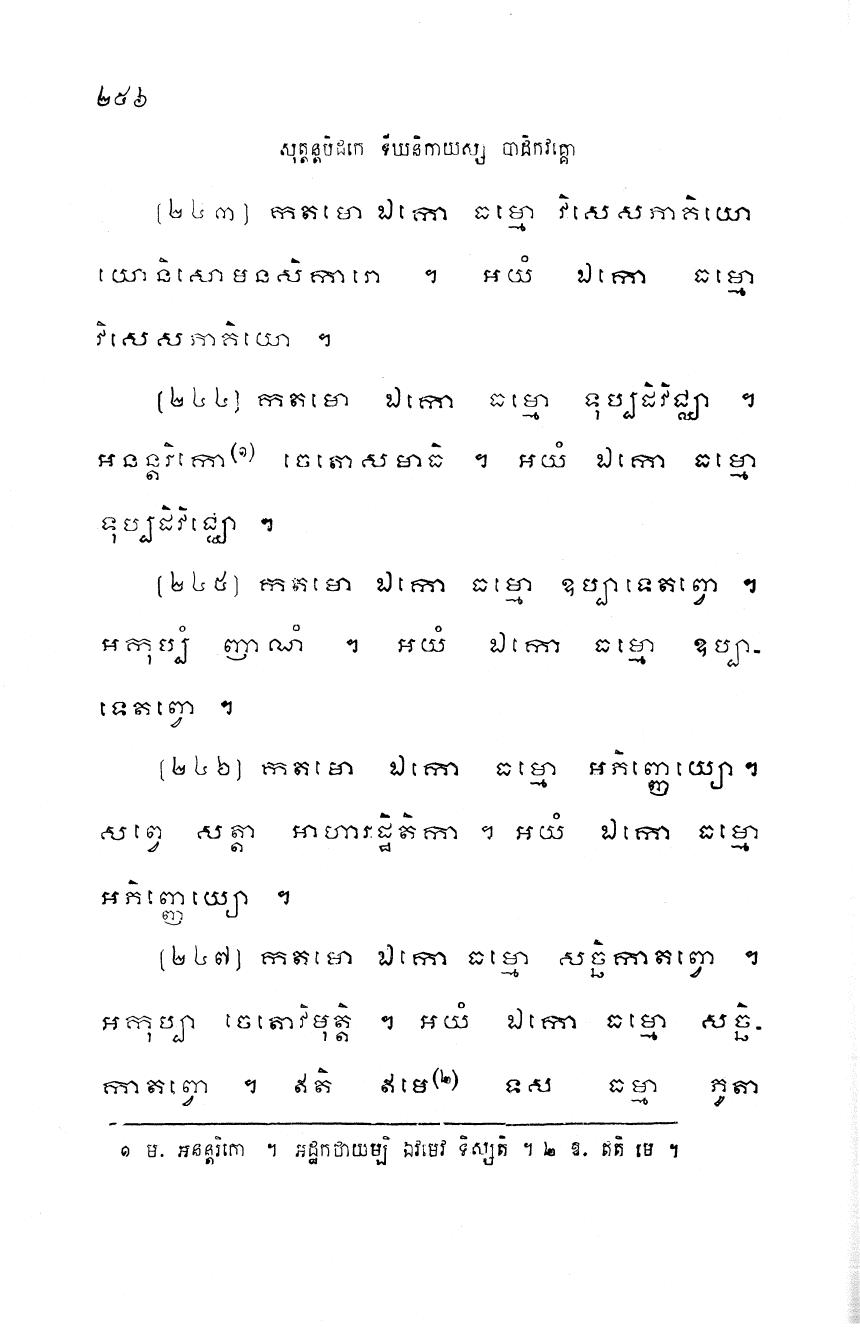 ២៥៦
សុត្តន្តបិដកេ ទីឃនិកាយស្ស បាដិកវគ្គោ
(២៤៣) កតមោ ឯកោ ធម្មោ វិសេសភាគិយោ
យោនិសោមនសិការោ ។ អយំ ឯកោ ធម្មោ
វិសេសភាគិយោ ។
(២៤៤) កតមោ ឯកោ ធម្មោ ទុប្បដិវិជ្ឈោ ។
អនន្តរិកោ(១) ចេតោសមាធិ ។ អយំ ឯកោ ធម្មោ
ទុប្បដិវិជ្ឈោ ។
(២៤៥) កតមោ ឯកោ ធម្មោ ឧប្បាទេតព្វោ ។
អកុប្បំ ញាណំ ។ អយំ ឯកោ ធម្មោ ឧប្បា-
ទេតព្វោ ។
(២៤៦) កតមោ ឯកោ ធម្មោ អភិញ្ញេយ្យោ ។
សព្វេ សត្តា អាហារដ្ឋិតិកា ។ អយំ ឯកោ ធម្មោ
អភិញ្ញេយ្យោ ។
(២៤៧) កតមោ ឯកោ ធម្មោ សច្ឆិកាតព្វោ ។
អកុប្បា ចេតោវិមុត្តិ ។ អយំ ឯកោ ធម្មោ សច្ឆិ-
កាតព្វោ ។ ឥតិ ឥមេ(២) ទស ធម្មា ភូតា
១ ម. អនន្តរិកោ ។ អដ្ឋកថាយម្បិ ឯវមេវ ទិស្សតិ ។ ២ ឱ. ឥតិ មេ ។